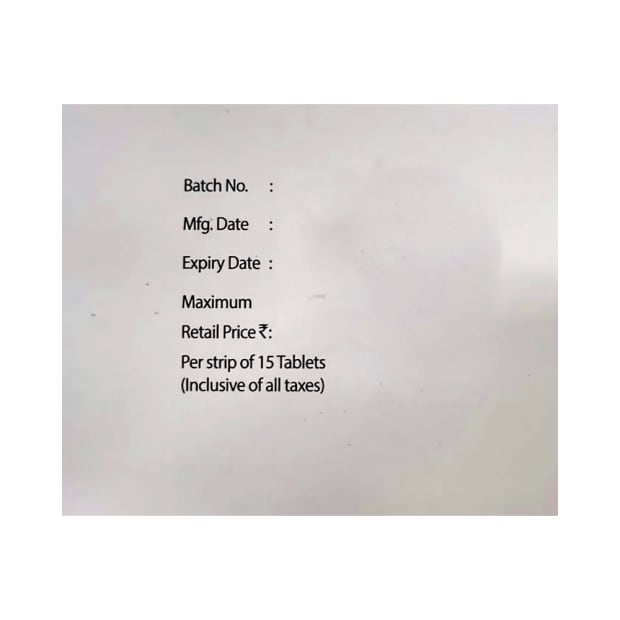 Batch No. :
Mfg. Date :
Expiry Date :
Maximum
Retail Price ₹:
Per strip of 15 Tablets
(Inclusive of all taxes)